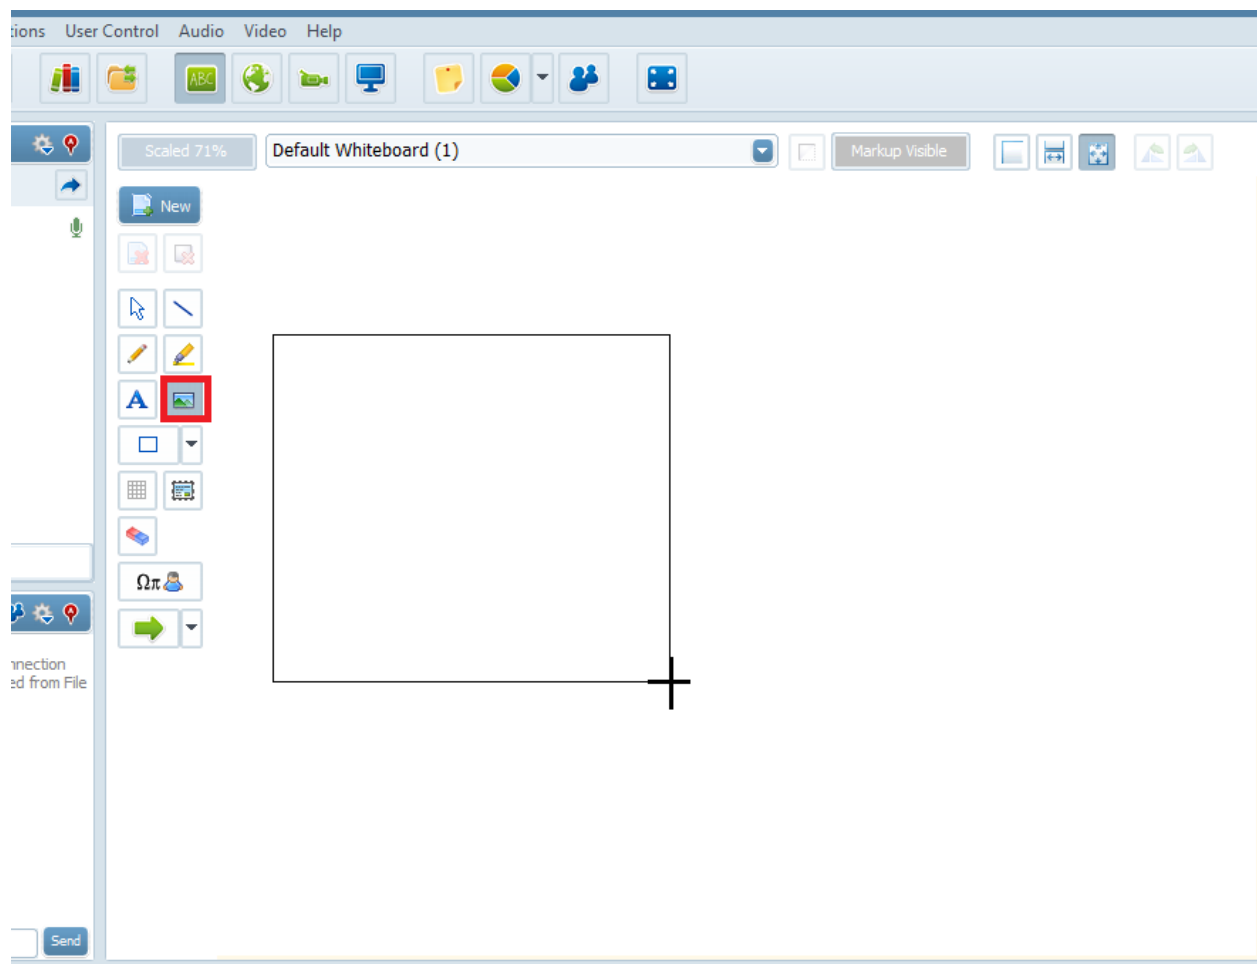 tions User Control Audio Video Help
ABC
Scaled 71% Default Whiteboard (1) Markup Visible
New
A
Ωπ
nnection
ed from File
Send